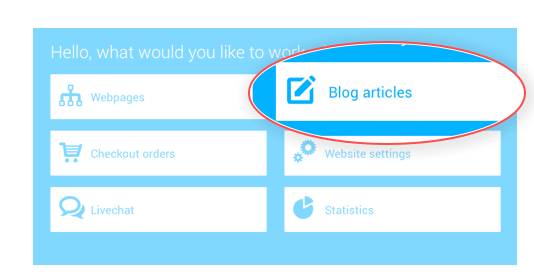 Hello, what would you like to work
Webpages
Blog articles
Checkout orders
Website settings
Livechat
Statistics